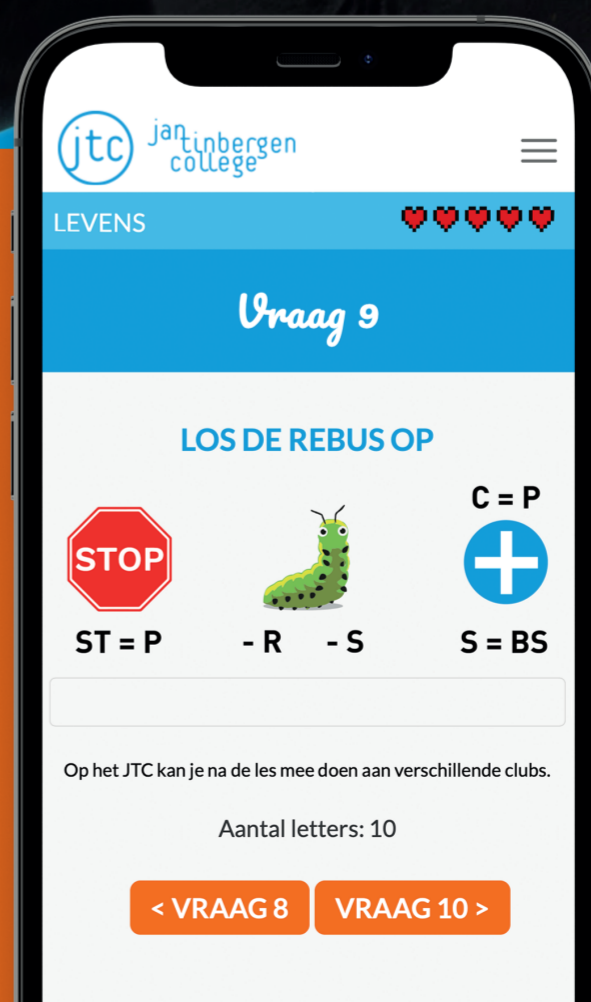 jtc jan tinbergen college
LEVENS
Vraag 9
LOS DE REBUS OP
C = P
STOP
ST = P - R - S S = BS
Op het JTC kan je na de les mee doen aan verschillende clubs.
Aantal letters: 10
< VRAAG 8 VRAAG 10 >